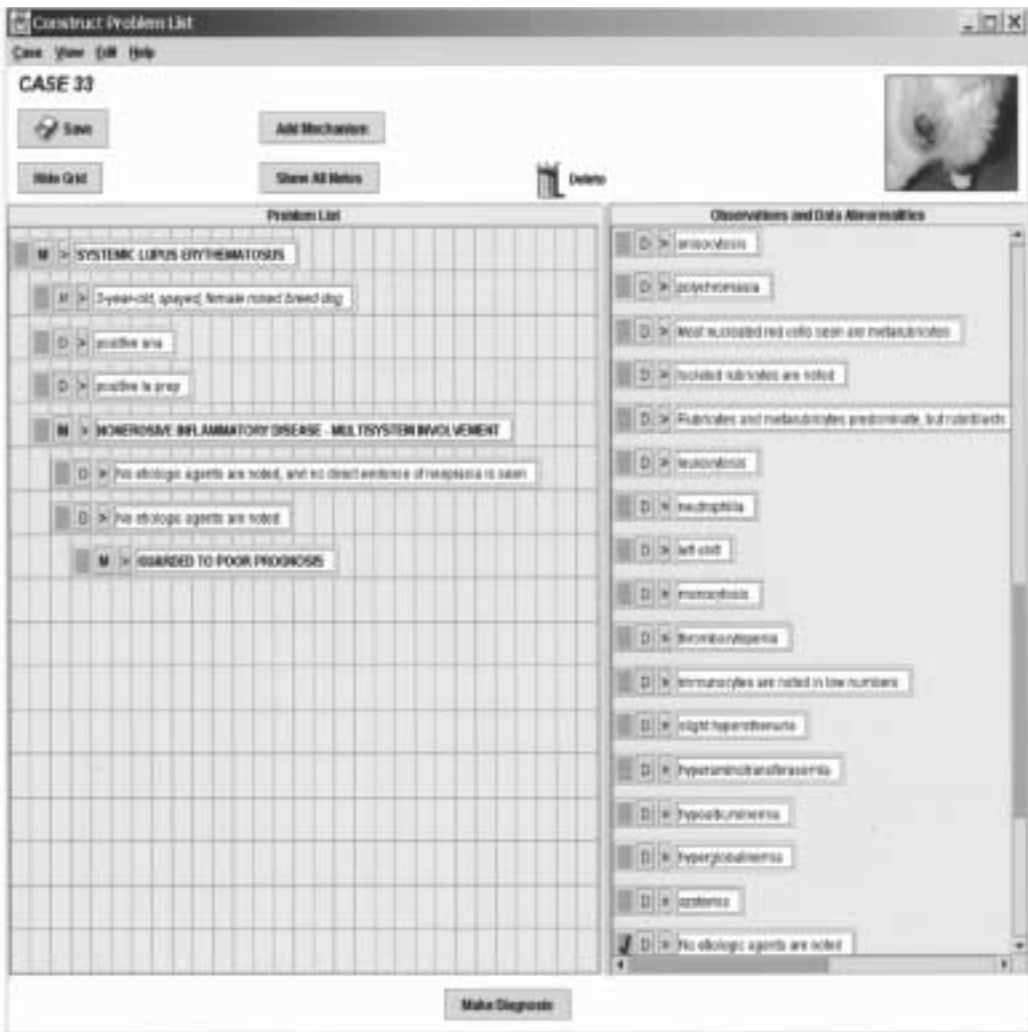 Construct Problem List
Case View Edit Help
CASE 33
Save
Add Mechanism
Hide Grid
Show All Notes
Delete
Problem List
M > SYSTEMIC LUPUS ERYTHEMATOSUS
H > 3-year-old, spayed, female mixed breed dog
D > positive ana
D > positive le prep
M > NONEROSIVE INFLAMMATORY DISEASE - MULTISYSTEM INVOLVEMENT
D > No etiologic agents are noted, and no direct evidence of neoplasia is seen
D > No etiologic agents are noted
M > GUARDED TO POOR PROGNOSIS
Observations and Data Abnormalities
D > anisocytosis
D > polychromasia
D > Most nucleated red cells seen are metarubricytes
D > Isolated rubricytes are noted
D > Rubricytes and metarubricytes predominate, but rubriblasts
D > leukocytosis
D > neutrophilia
D > left shift
D > monocytosis
D > thrombocytopenia
D > Immunocytes are noted in low numbers
D > slight hypersthenuria
D > hyperaminotransferasemia
D > hypoalbuminemia
D > hyperglobulinemia
D > azotemia
D > No etiologic agents are noted
Make Diagnosis